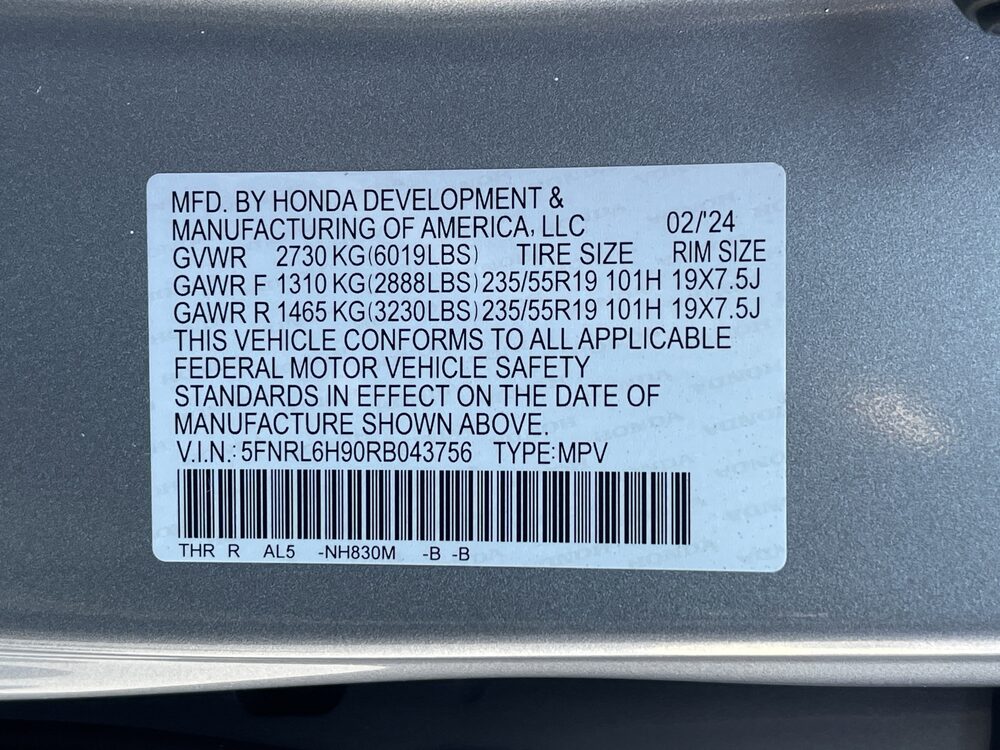 MFD. BY HONDA DEVELOPMENT &
MANUFACTURING OF AMERICA, LLC 02/'24
GVWR 2730 KG(6019LBS) TIRE SIZE RIM SIZE
GAWR F 1310 KG(2888LBS) 235/55R19 101H 19X7.5J
GAWR R 1465 KG(3230LBS) 235/55R19 101H 19X7.5J
THIS VEHICLE CONFORMS TO ALL APPLICABLE
FEDERAL MOTOR VEHICLE SAFETY
STANDARDS IN EFFECT ON THE DATE OF
MANUFACTURE SHOWN ABOVE.
V.I.N.: 5FNRL6H90RB043756 TYPE:MPV
THR R AL5 -NH830M -B -B